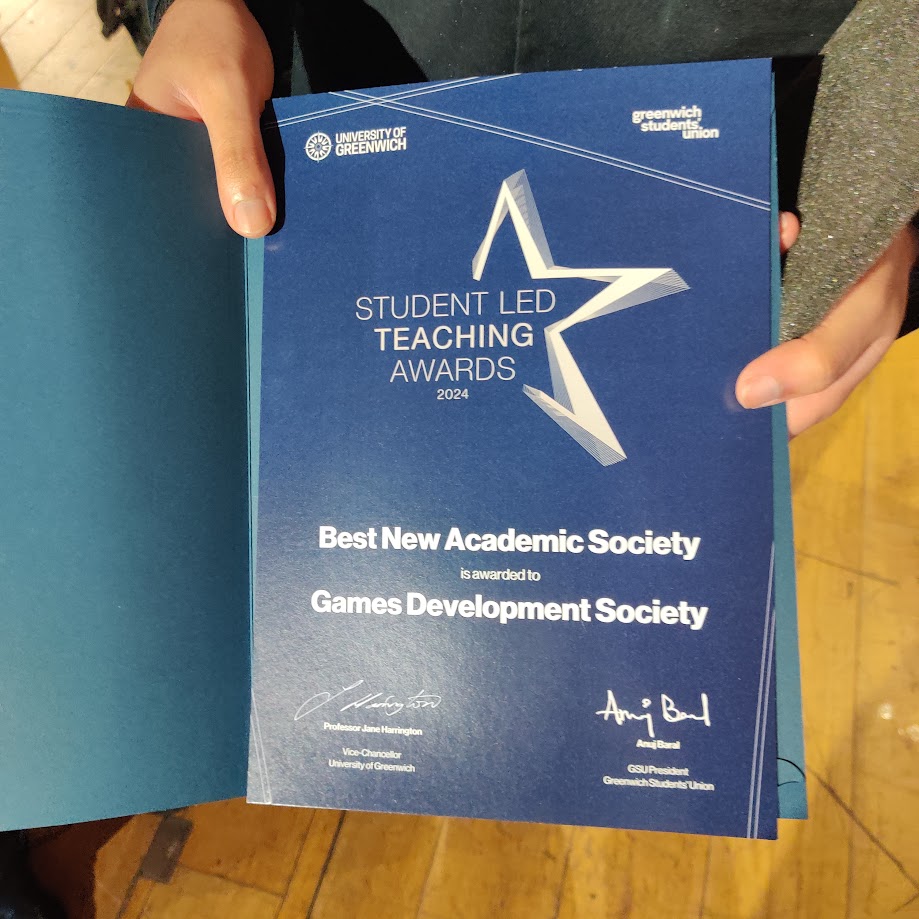 UNIVERSITY OF
GREENWICH
greenwich
students'
union
STUDENT LED
TEACHING
AWARDS
2024
Best New Academic Society
is awarded to
Games Development Society
J Harrington
Professor Jane Harrington
Vice-Chancellor
University of Greenwich
Anuj Baral
Anuj Baral
GSU President
Greenwich Students' Union